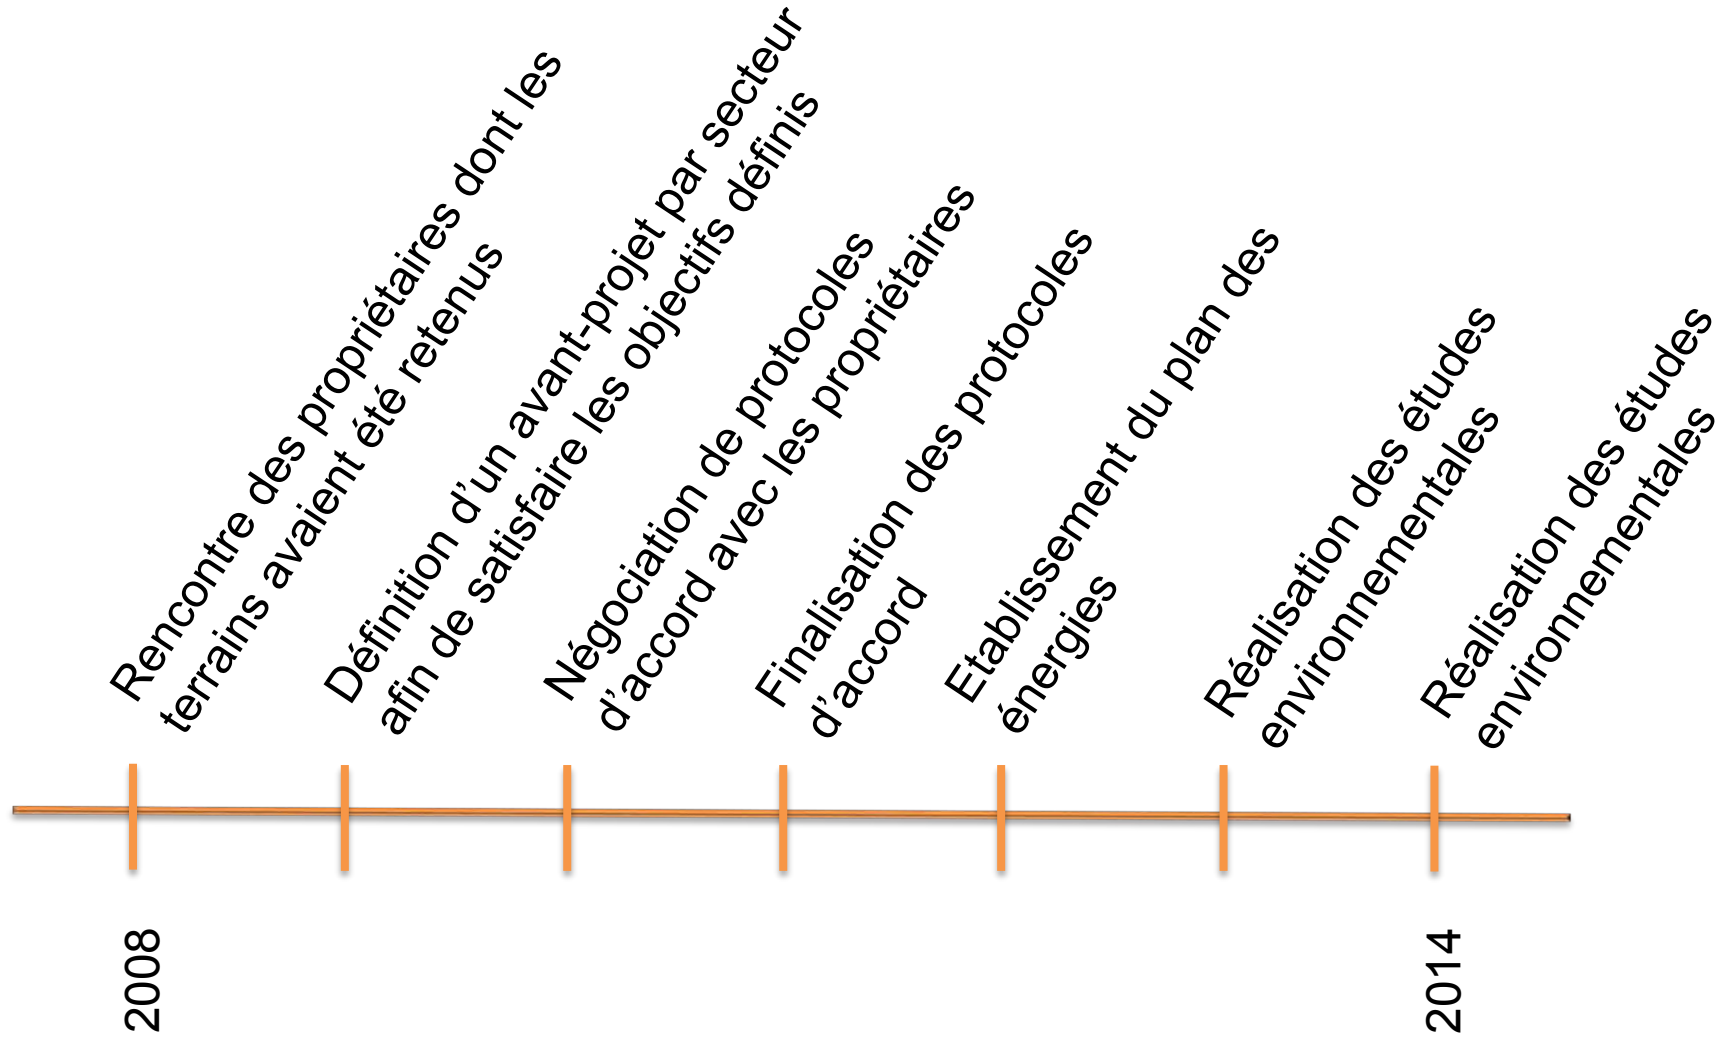 Rencontre des propriétaires dont les
terrains avaient été retenus
Définition d’un avant-projet par secteur
afin de satisfaire les objectifs définis
Négociation de protocoles
d’accord avec les propriétaires
Finalisation des protocoles
d’accord
Etablissement du plan des
énergies
Réalisation des études
environnementales
Réalisation des études
environnementales
2008
2014